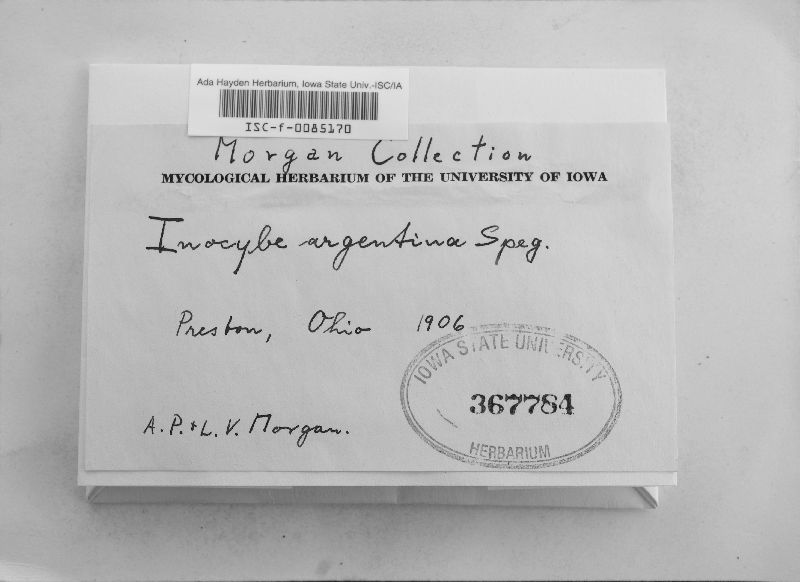 Ada Hayden Herbarium, Iowa State Univ.-ISC/IA
ISC-f-0085170
Morgan Collection
MYCOLOGICAL HERBARIUM OF THE UNIVERSITY OF IOWA
Inocybe argentina Speg.
Preston, Ohio 1906
IOWA STATE UNIVERSITY
367784
HERBARIUM
A. P. & L. V. Morgan.